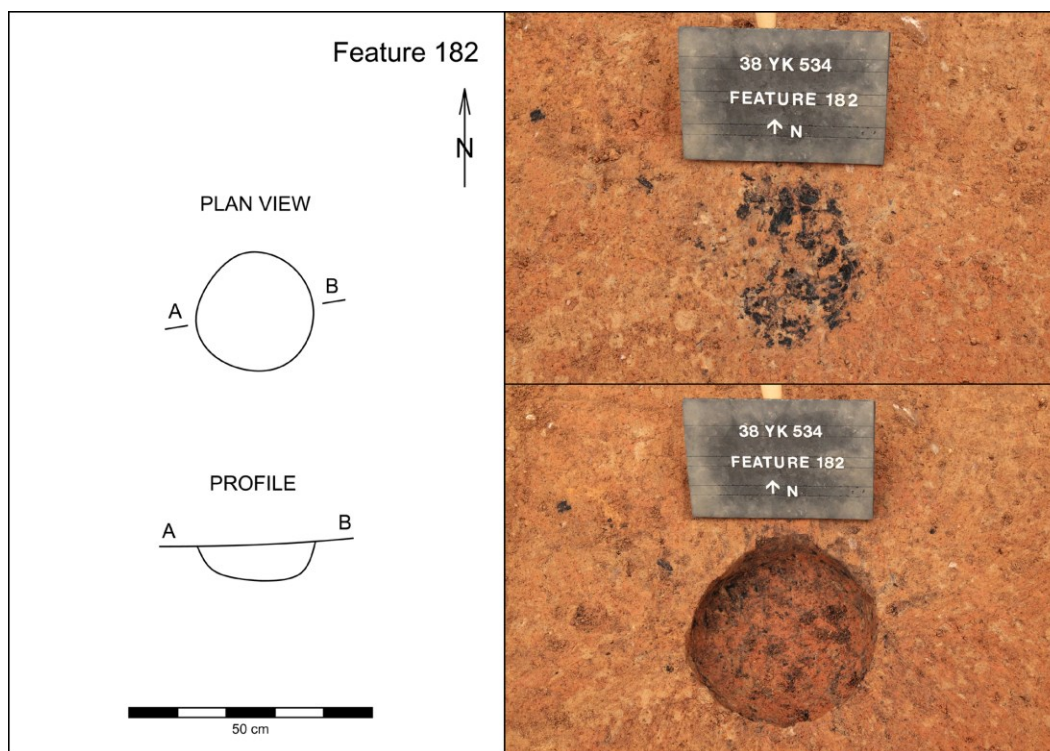 Feature 182
N
PLAN VIEW
A
B
PROFILE
A
B
50 cm
38 YK 534
FEATURE 182
↑ N
38 YK 534
FEATURE 182
↑ N